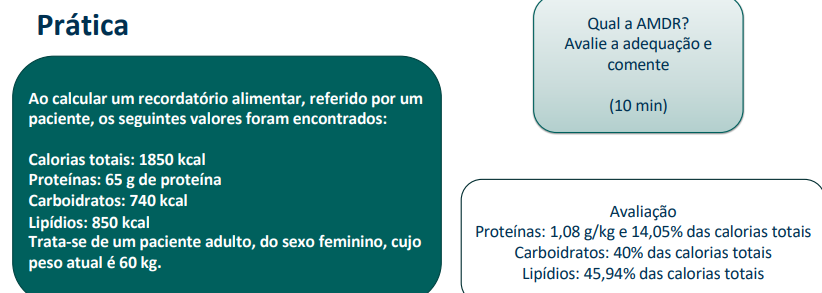 Prática
Ao calcular um recordatório alimentar, referido por um
paciente, os seguintes valores foram encontrados:
Calorias totais: 1850 kcal
Proteínas: 65 g de proteína
Carboidratos: 740 kcal
Lipídios: 850 kcal
Trata-se de um paciente adulto, do sexo feminino, cujo
peso atual é 60 kg.
Qual a AMDR?
Avalie a adequação e
comente
(10 min)
Avaliação
Proteínas: 1,08 g/kg e 14,05% das calorias totais
Carboidratos: 40% das calorias totais
Lipídios: 45,94% das calorias totais